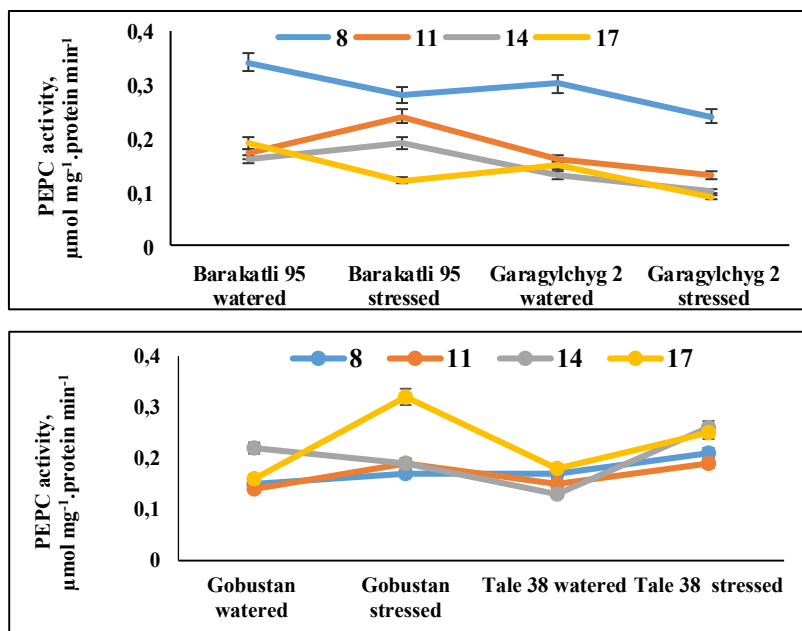 0,4
8 11 14 17
0,3
0,2
0,1
0
PEPC activity,
µmol mg⁻¹.protein min⁻¹
Barakatli 95 watered
Barakatli 95 stressed
Garagylchyg 2 watered
Garagylchyg 2 stressed
0,4
8 11 14 17
0,3
0,2
0,1
0
PEPC activity,
µmol mg⁻¹.protein min⁻¹
Gobustan watered
Gobustan stressed
Tale 38 watered
Tale 38 stressed